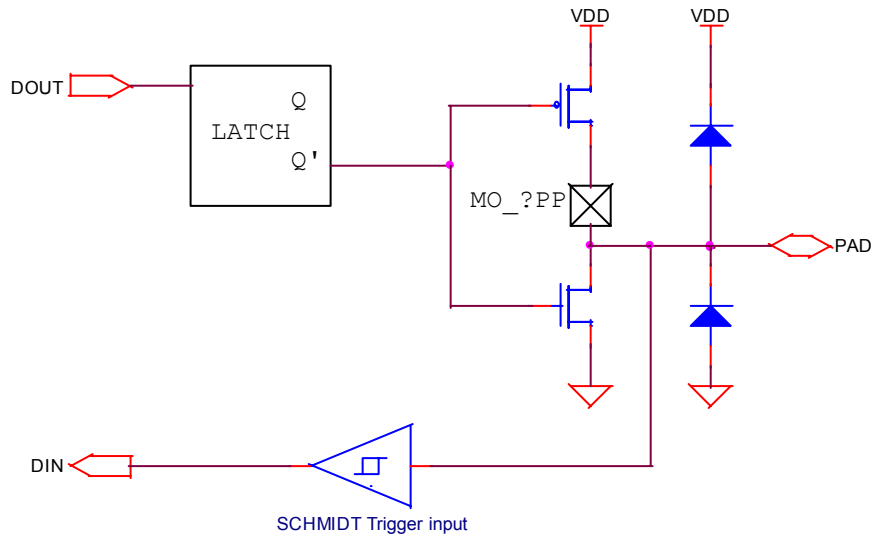 VDD
VDD
DOUT
Q
LATCH
Q'
MO_?PP
PAD
DIN
SCHMIDT Trigger input